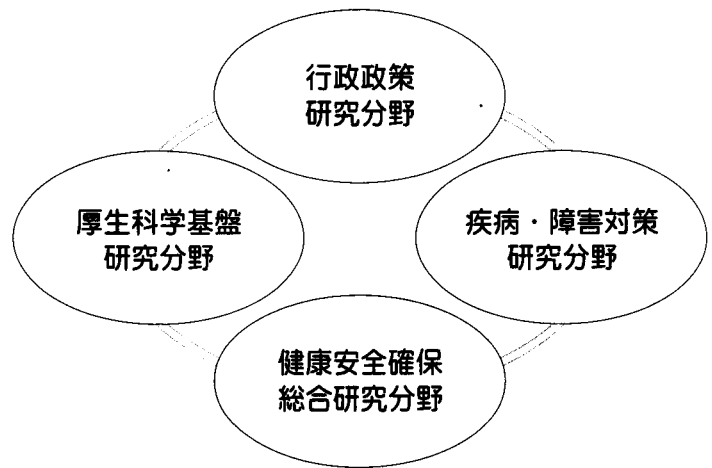 行政政策
研究分野
厚生科学基盤
研究分野
疾病・障害対策
研究分野
健康安全確保
総合研究分野